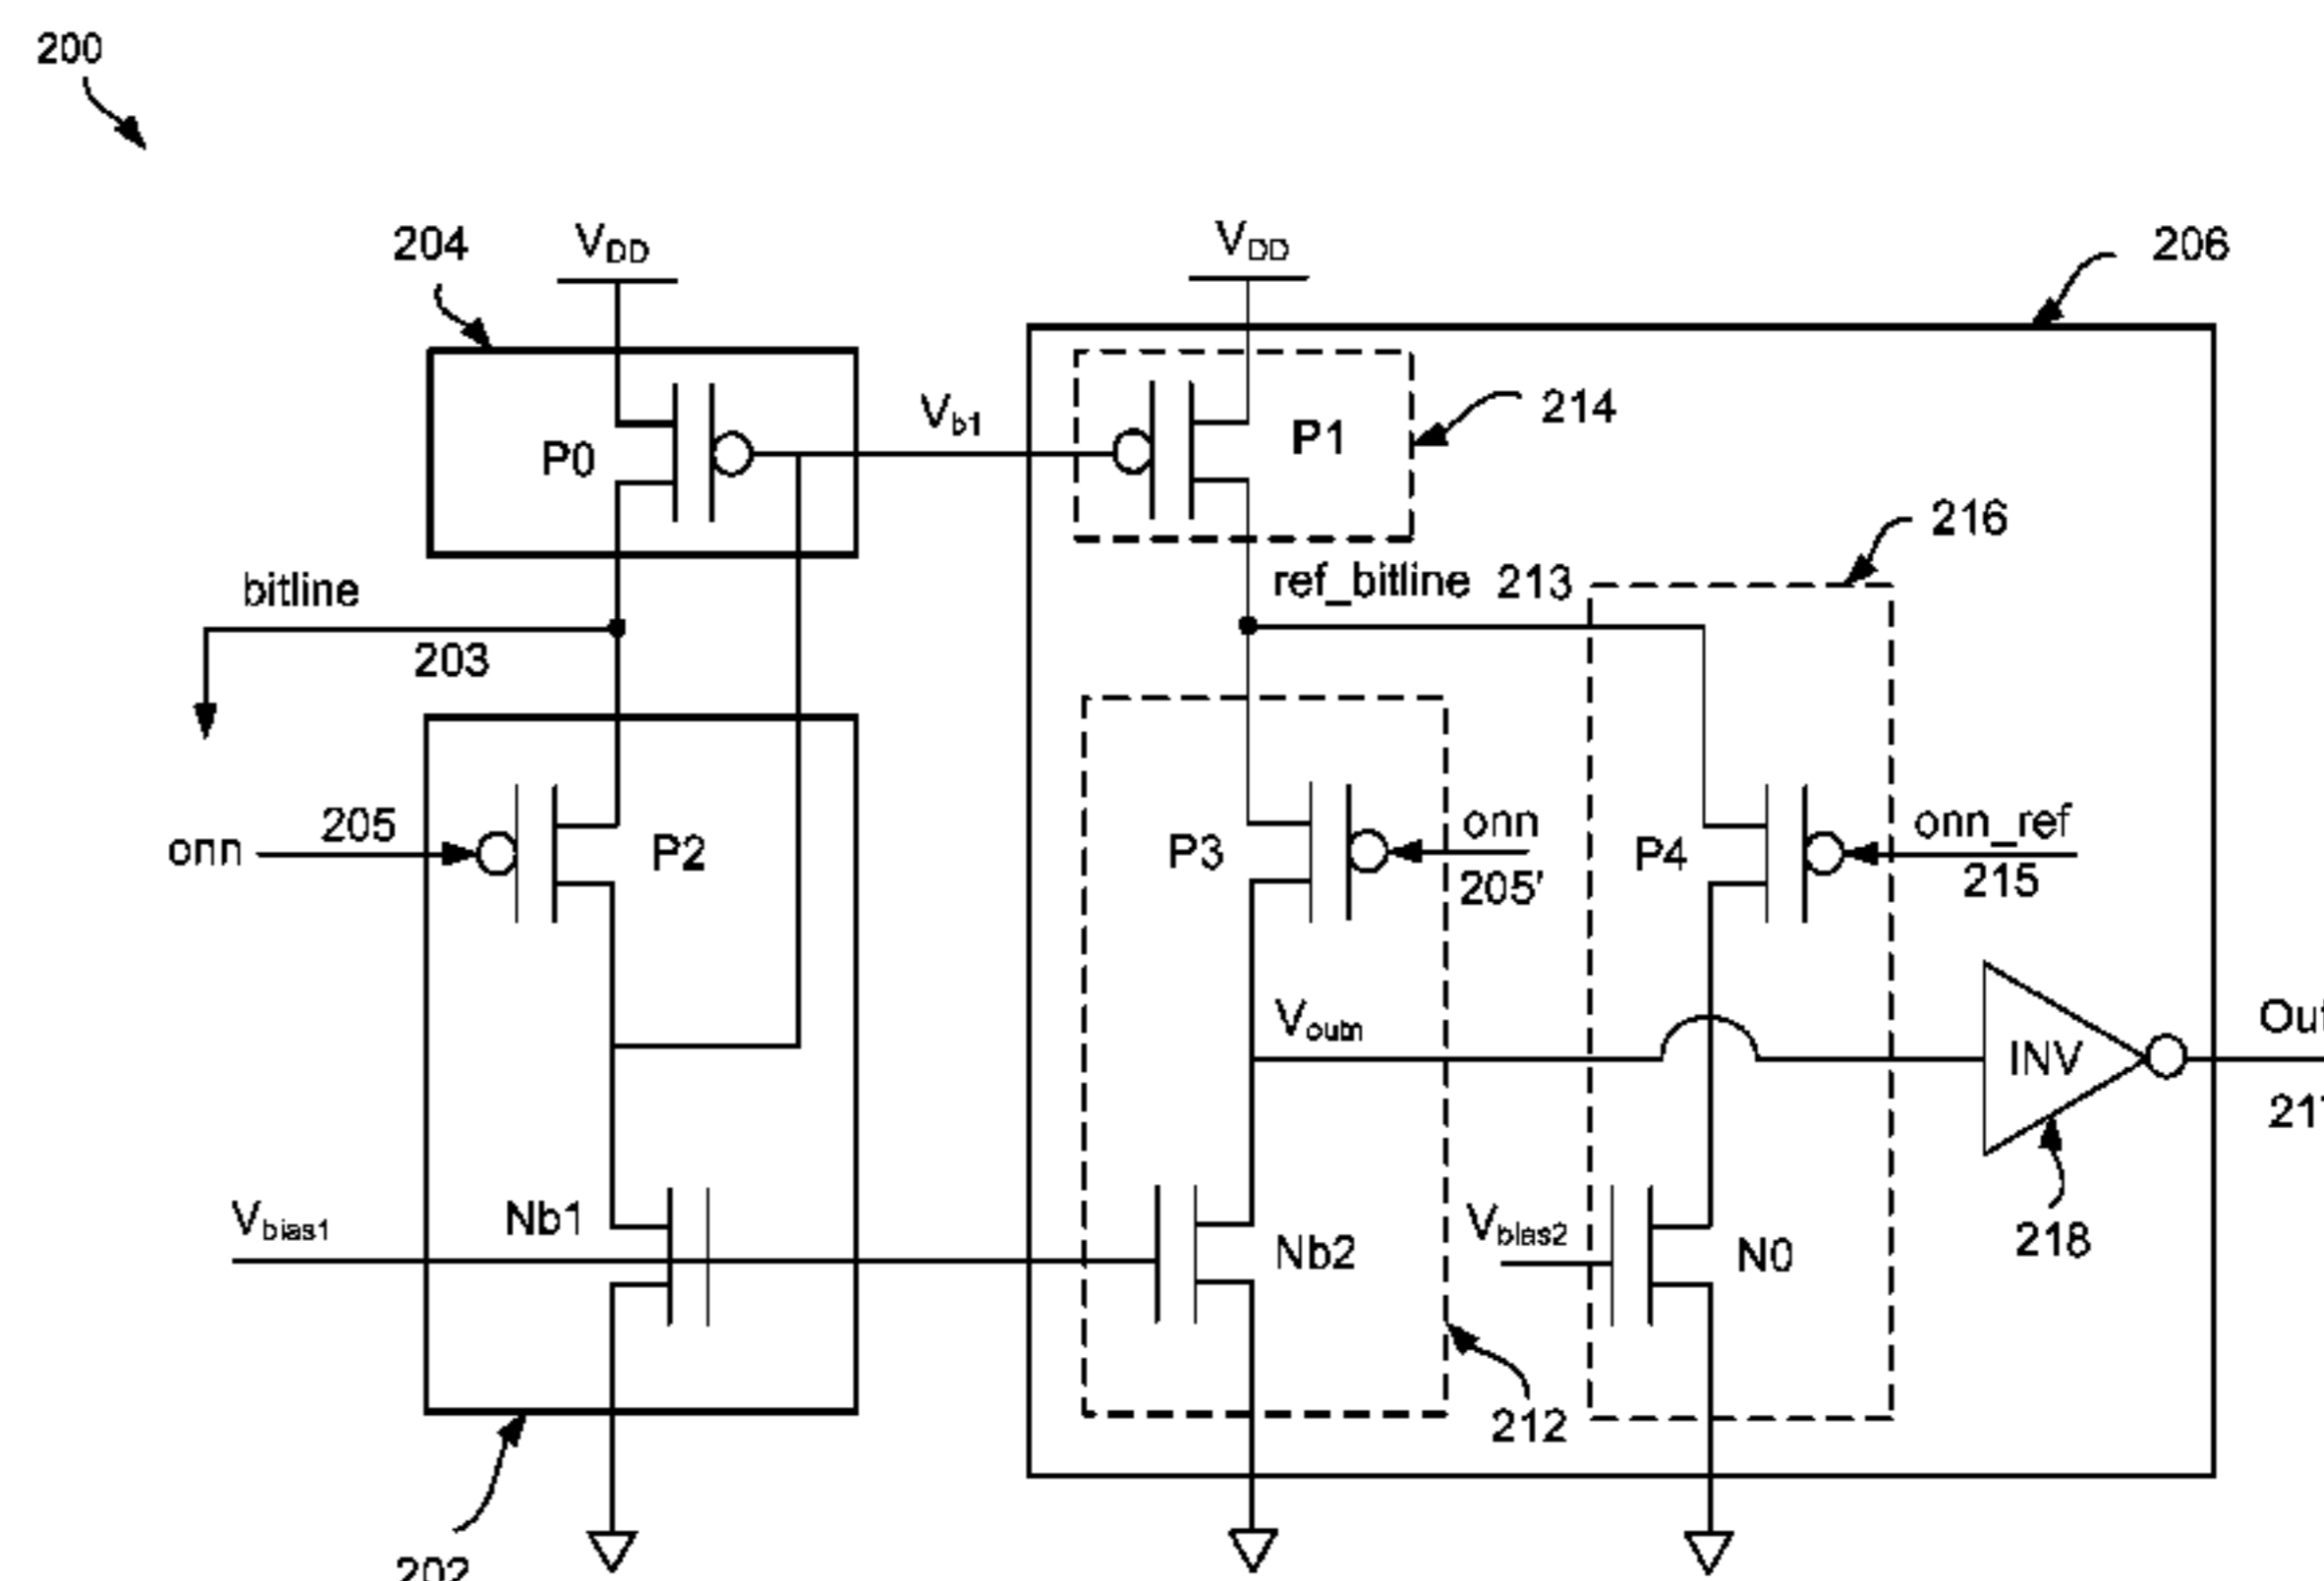 200
204
VDD
VDD
206
P0
Vb1
P1
214
216
bitline
203
ref_bitline 213
onn
205
P2
P3
onn
205'
P4
onn_ref
215
Voutn
INV
Vbias1
Nb1
Nb2
Vbias2
N0
218
212
202